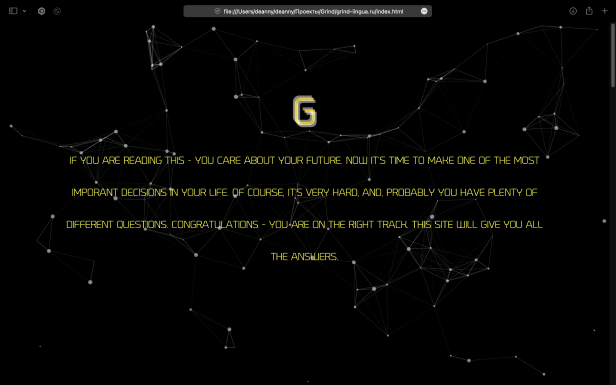 file:///Users/deanny/deanny/Проекты/Grind/grind-lingua.ru/index.html
G
IF YOU ARE READING THIS - YOU CARE ABOUT YOUR FUTURE. NOW IT'S TIME TO MAKE ONE OF THE MOST
IMPORANT DECISIONS IN YOUR LIFE. OF COURSE, IT'S VERY HARD, AND, PROBABLY YOU HAVE PLENTY OF
DIFFERENT QUESTIONS. CONGRATULATIONS - YOU ARE ON THE RIGHT TRACK. THIS SITE WILL GIVE YOU ALL
THE ANSWERS.